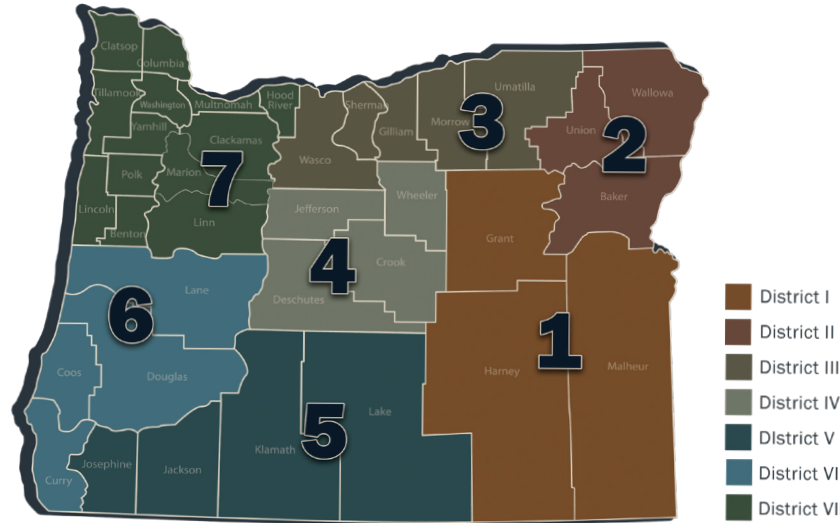 Clatsop
Columbia
Tillamook
Washington
Multnomah
Hood
River
Sherman
Gilliam
Morrow
Umatilla
Wallowa
Union
Yamhill
Clackamas
Wasco
3
2
7
Polk
Marion
Wheeler
Baker
Lincoln
Benton
Linn
Jefferson
Grant
4
Crook
Lane
Deschutes
6
1
Coos
Douglas
Harney
Malheur
Lake
5
Klamath
Curry
Josephine
Jackson
District I
District II
District III
District IV
DIstrict V
District VI
District VI